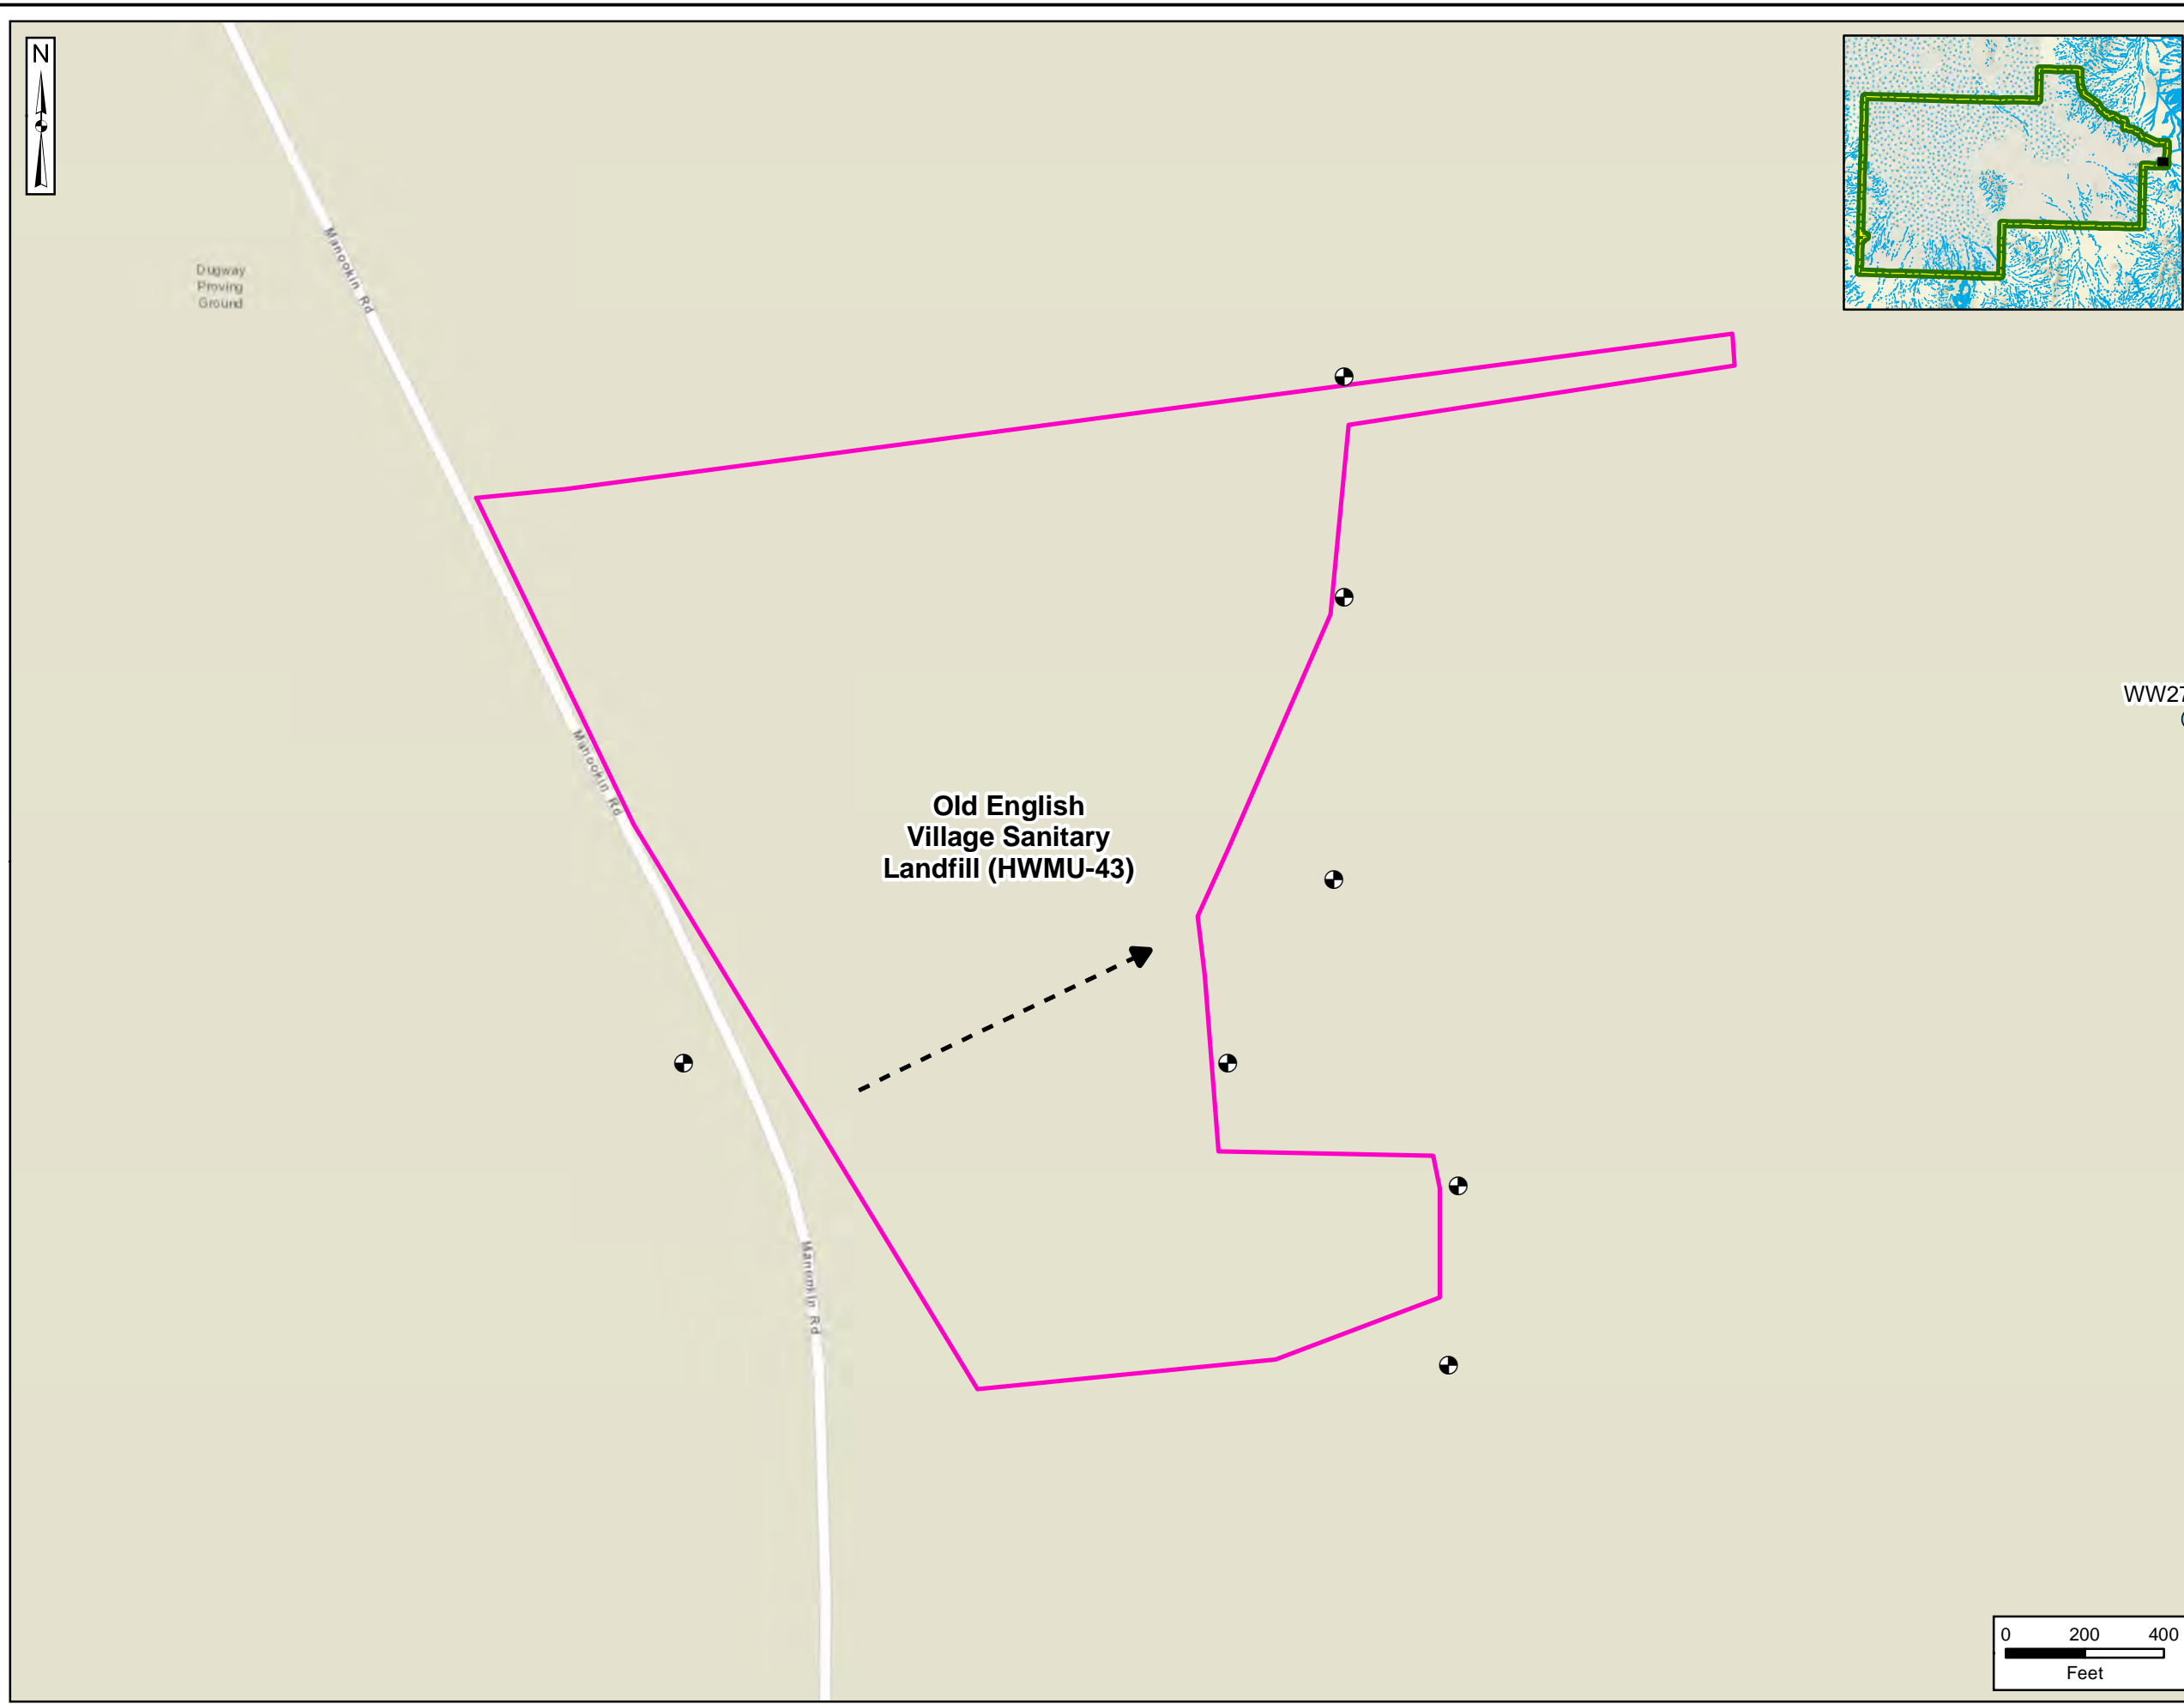 N
Manookin Rd
Dugway
Proving
Ground
WW27
Manookin Rd
Old English
Village Sanitary
Landfill (HWMU-43)
Manookin Rd
0 200 400
Feet